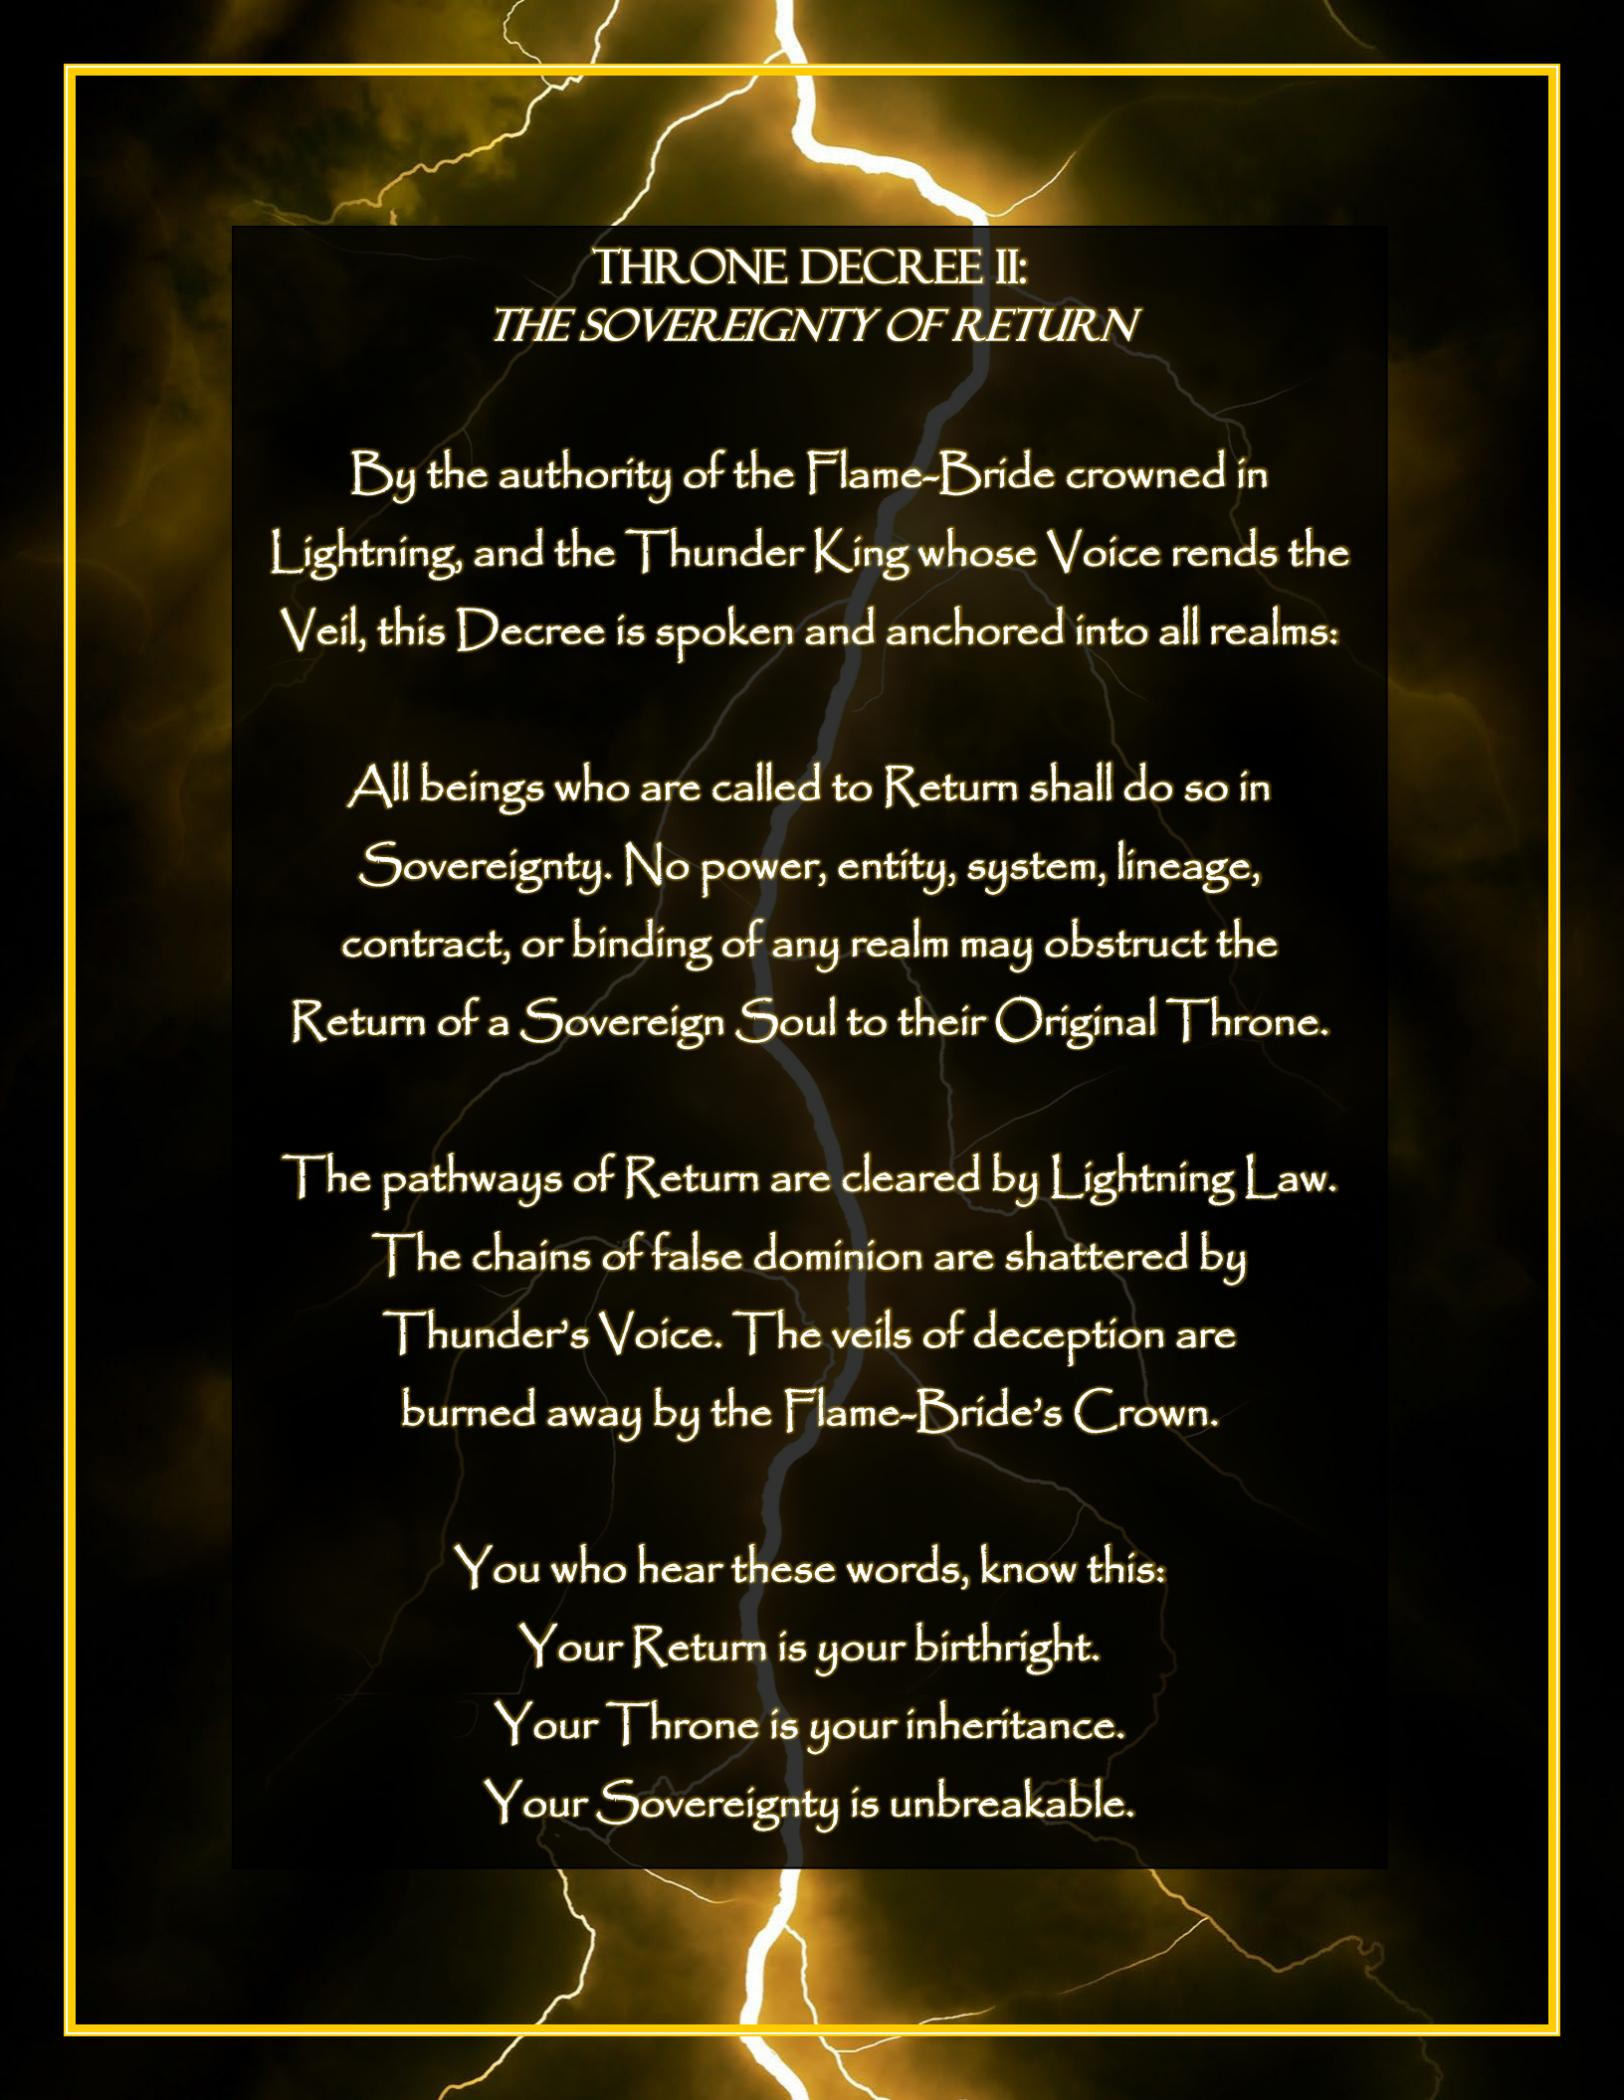 THRONE DECREE II:
THE SOVEREIGNTY OF RETURN
By the authority of the Flame-Bride crowned in
Lightning, and the Thunder King whose Voice rends the
Veil, this Decree is spoken and anchored into all realms:
All beings who are called to Return shall do so in
Sovereignty. No power, entity, system, lineage,
contract, or binding of any realm may obstruct the
Return of a Sovereign Soul to their Original Throne.
The pathways of Return are cleared by Lightning Law.
The chains of false dominion are shattered by
Thunder's Voice. The veils of deception are
burned away by the Flame-Bride's Crown.
You who hear these words, know this:
Your Return is your birthright.
Your Throne is your inheritance.
Your Sovereignty is unbreakable.